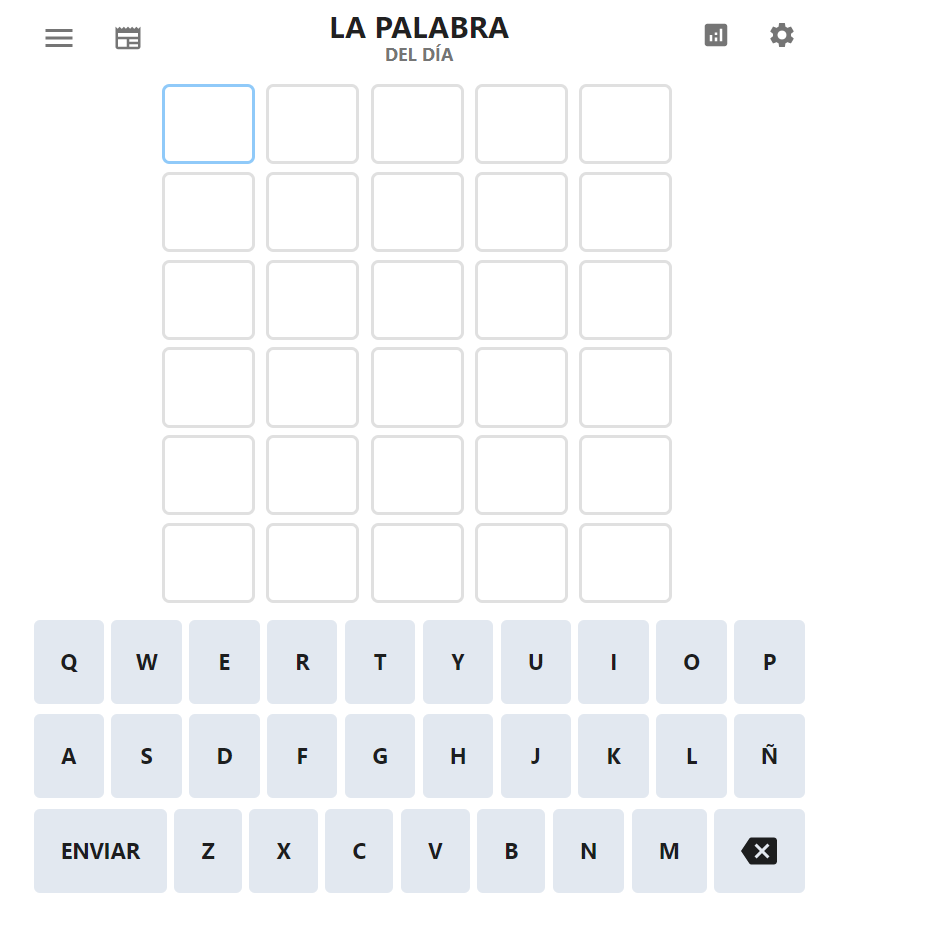 LA PALABRA
DEL DÍA
Q W E R T Y U I O P
A S D F G H J K L Ñ
ENVIAR Z X C V B N M